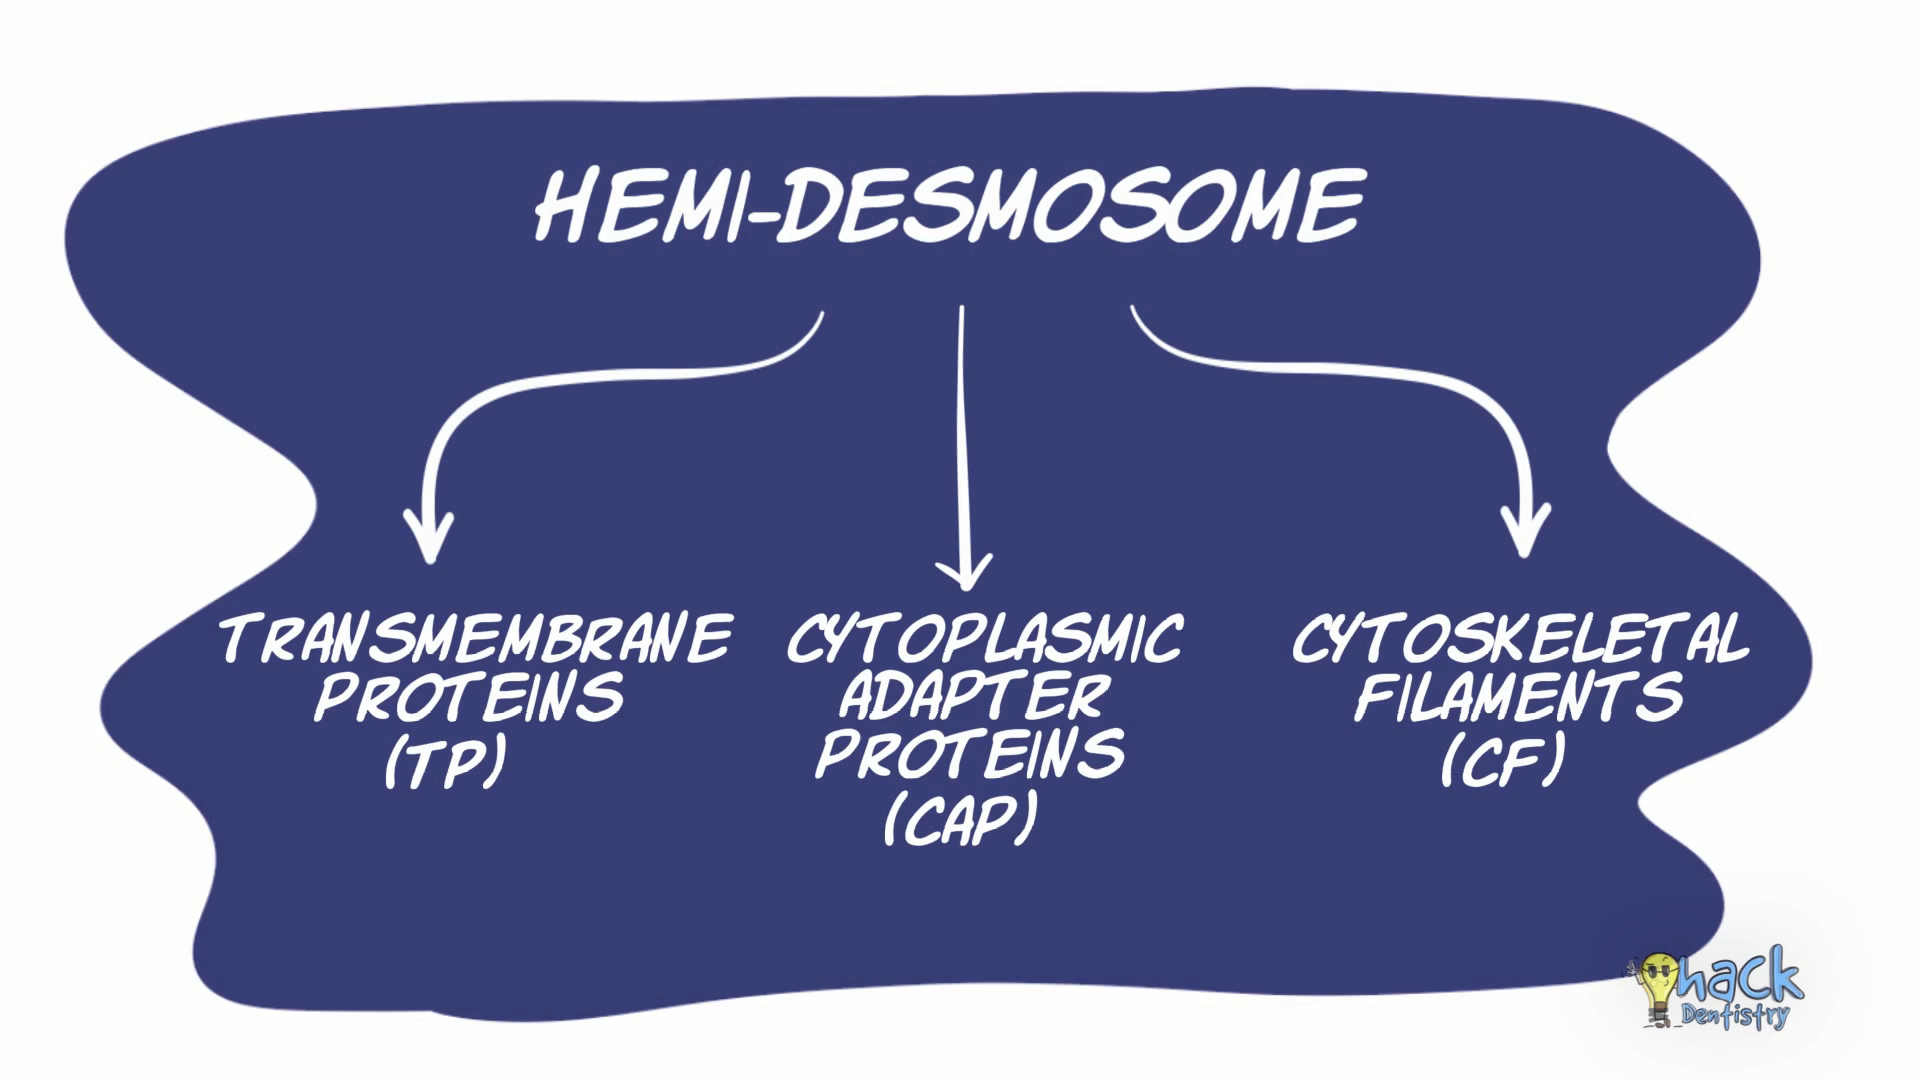 HEMI-DESMOSOME
TRANSMEMBRANE
PROTEINS
(TP)
CYTOPLASMIC
ADAPTER
PROTEINS
(CAP)
CYTOSKELETAL
FILAMENTS
(CF)
hack
Dentistry